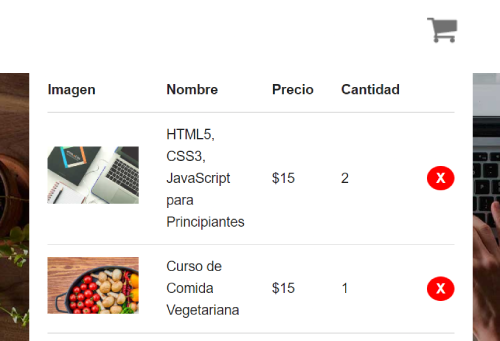 Imagen Nombre Precio Cantidad
HTML5,
CSS3,
JavaScript $15 2 X
para
Principiantes
Curso de
Comida $15 1 X
Vegetariana